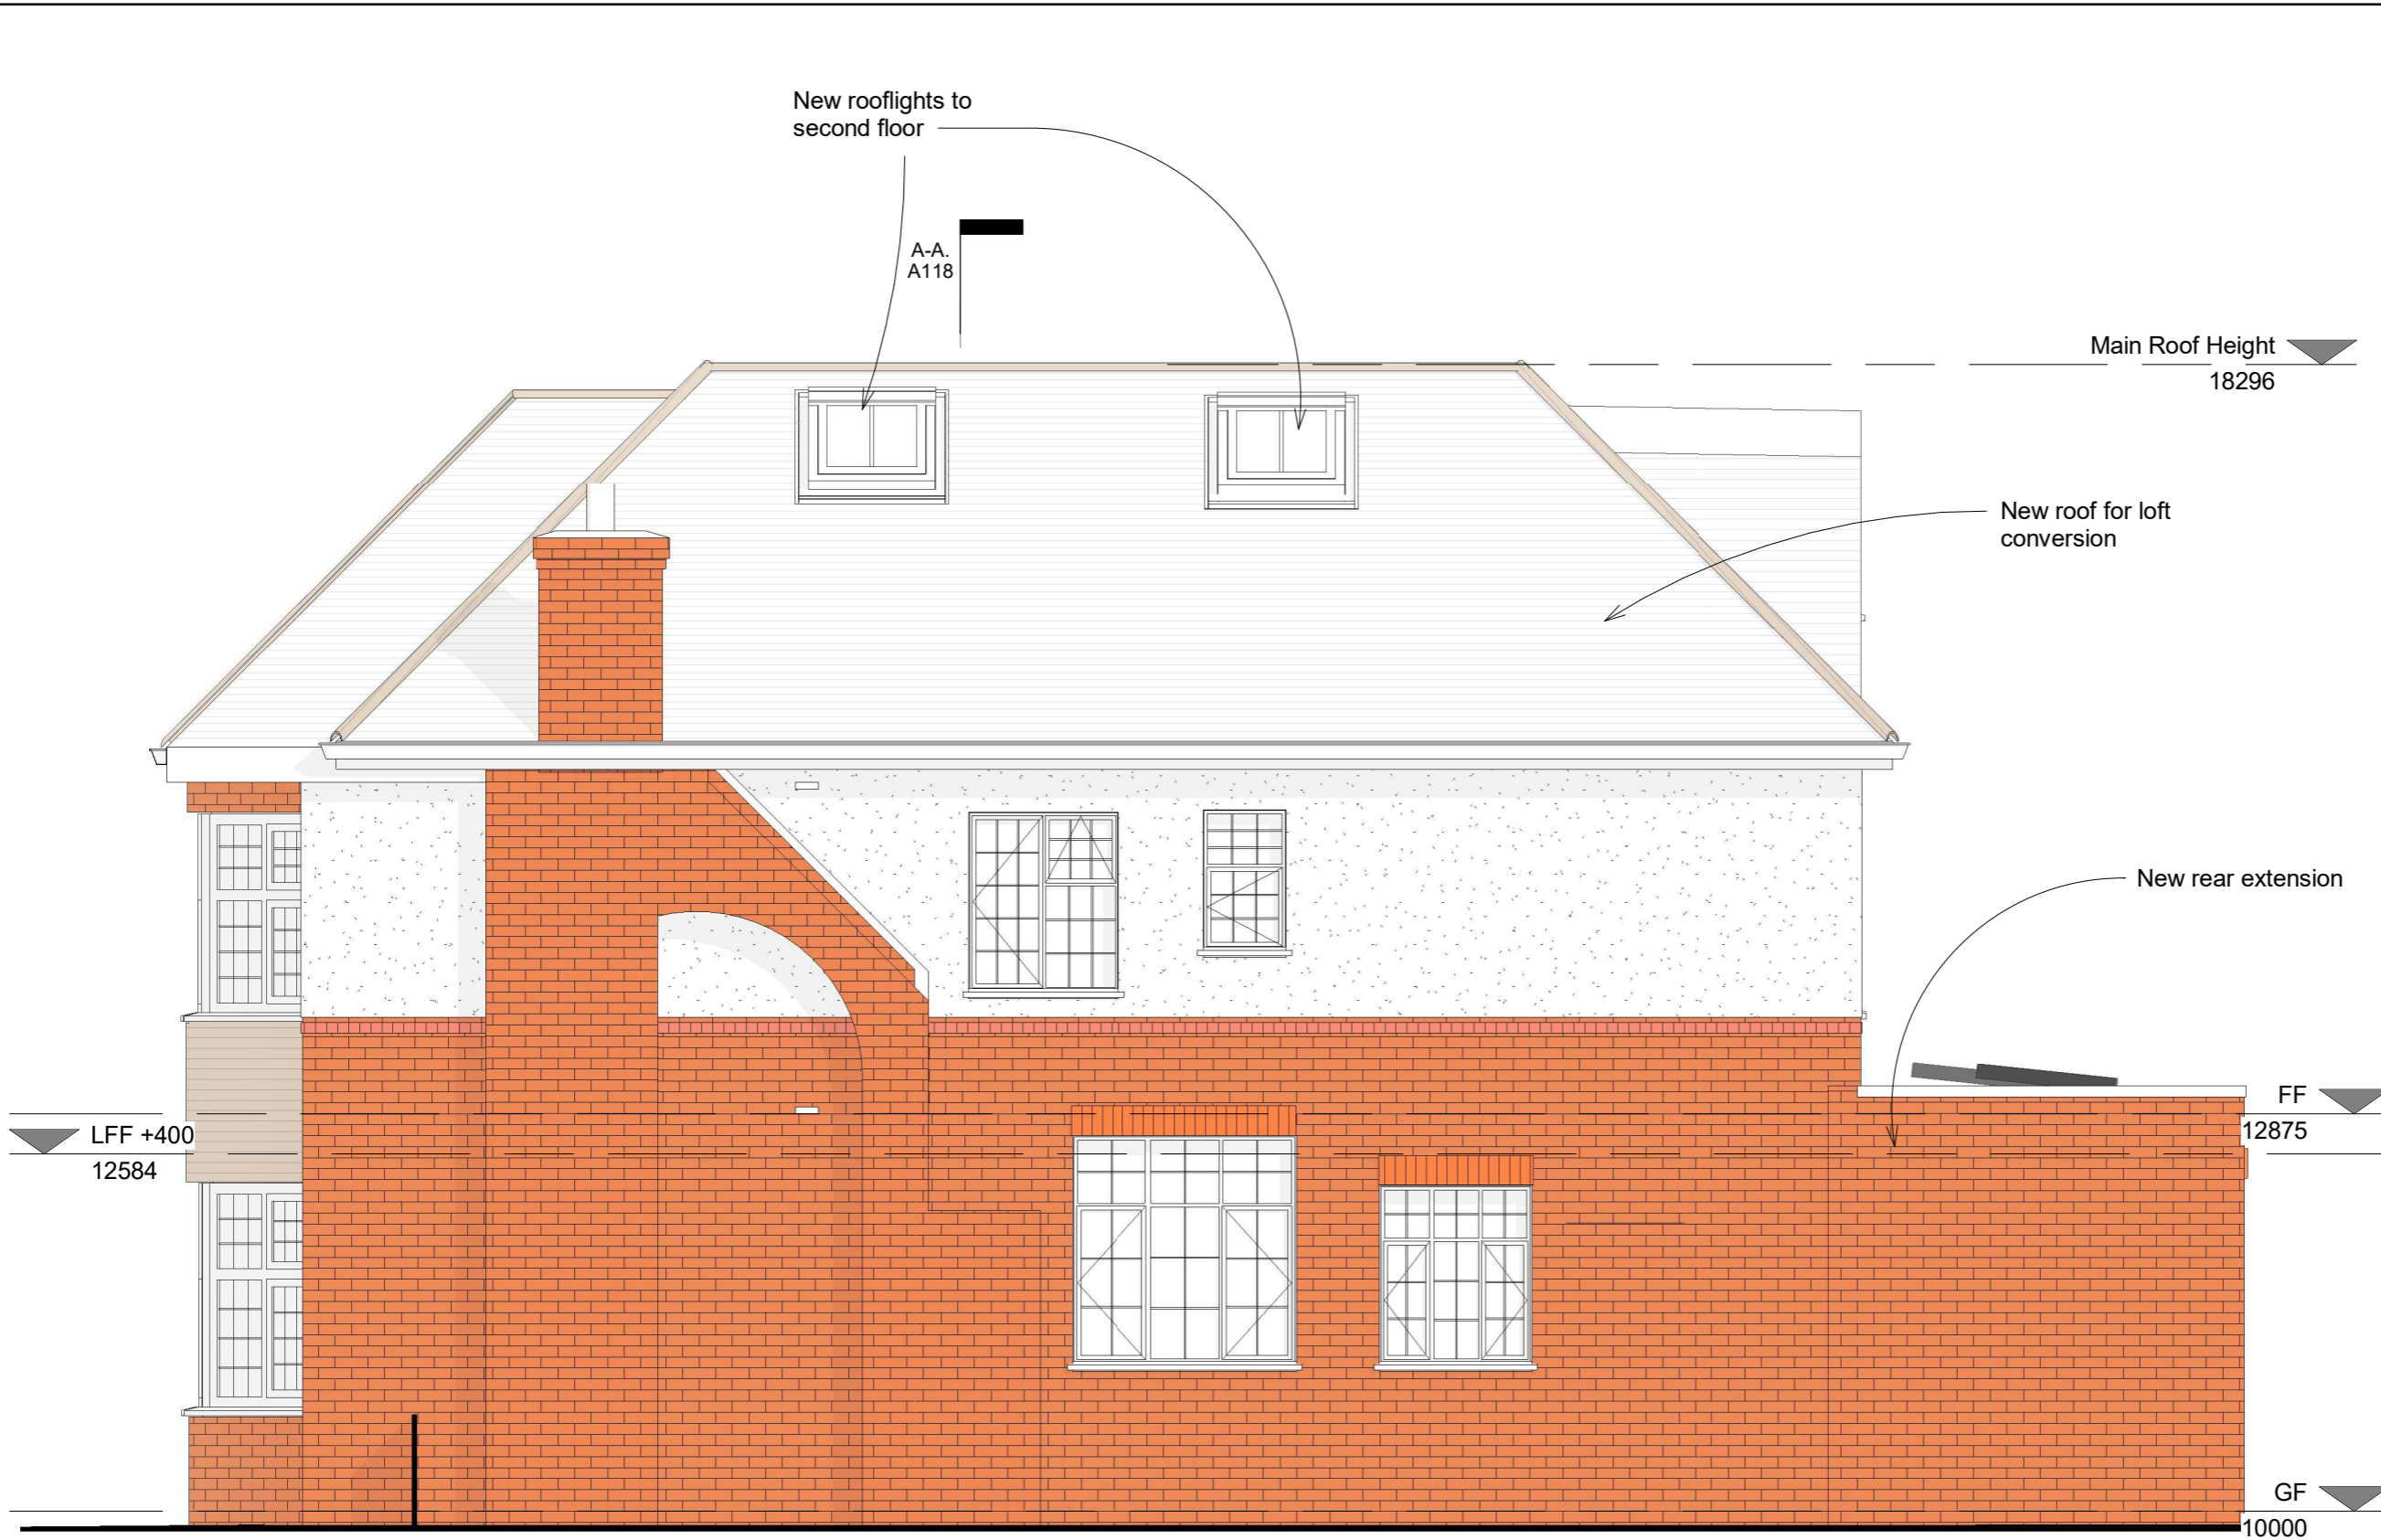 New rooflights to
second floor
A-A.
A118
Main Roof Height
18296
New roof for loft
conversion
New rear extension
FF
12875
LFF +400
12584
GF
10000